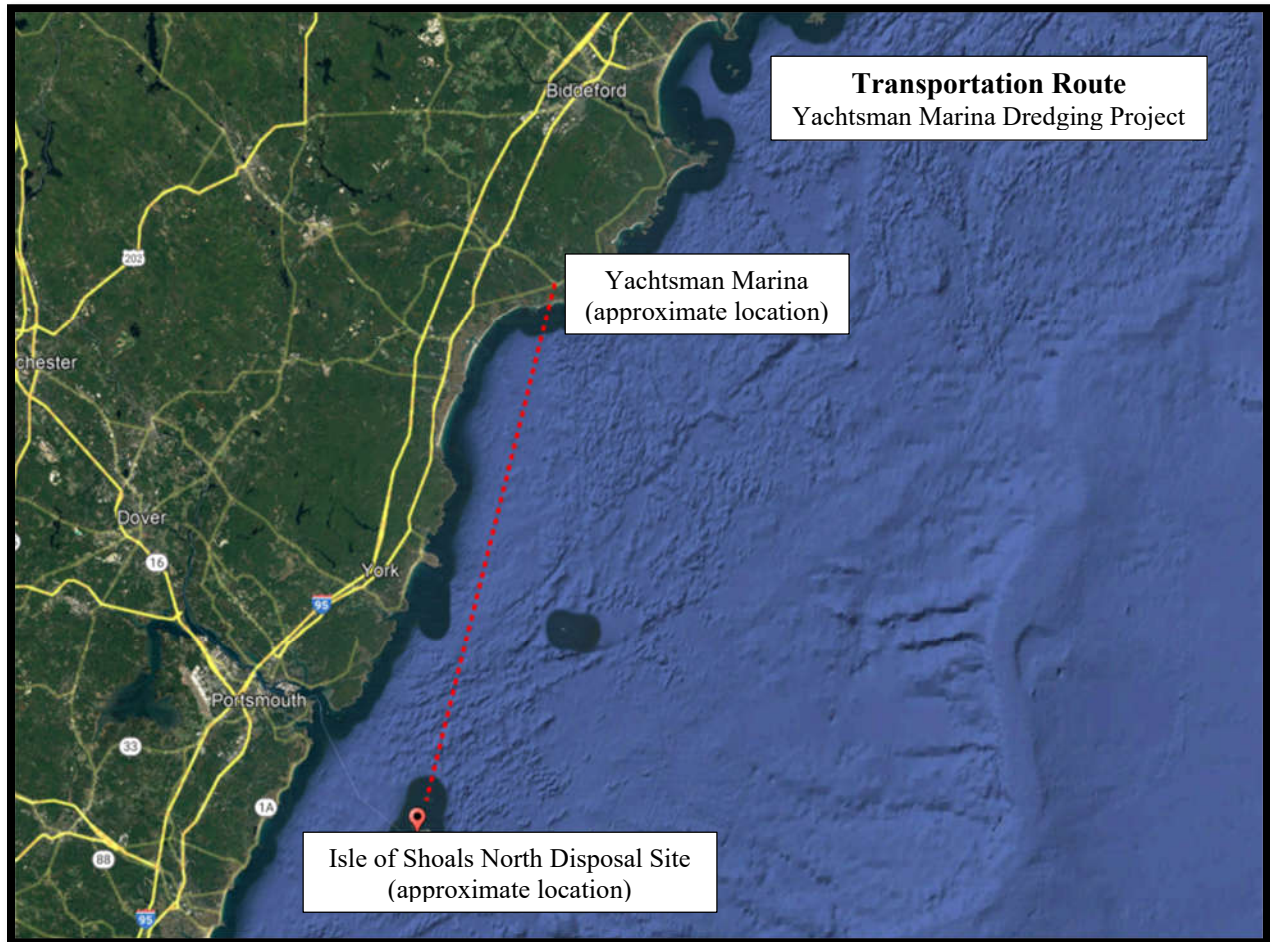 Transportation Route
Yachtsman Marina Dredging Project
Biddeford
202
Yachtsman Marina
(approximate location)
chester
Dover
16
York
95
Portsmouth
33
1A
88
Isle of Shoals North Disposal Site
(approximate location)
95